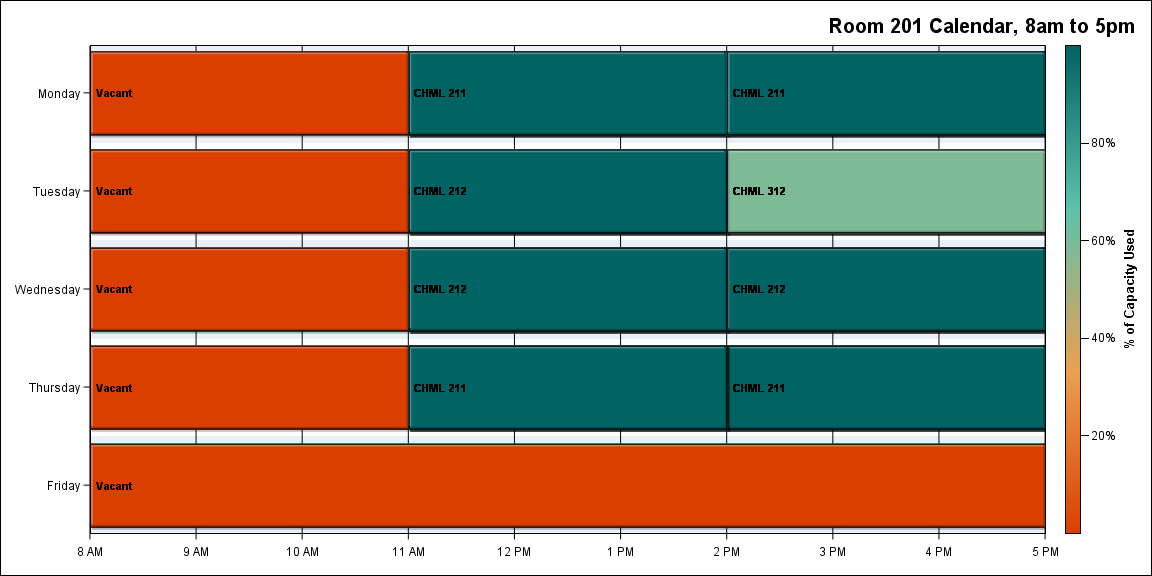 Room 201 Calendar, 8am to 5pm
Monday
Vacant
CHML 211
CHML 211
Tuesday
Vacant
CHML 212
CHML 312
Wednesday
Vacant
CHML 212
CHML 212
Thursday
Vacant
CHML 211
CHML 211
Friday
Vacant
8 AM
9 AM
10 AM
11 AM
12 PM
1 PM
2 PM
3 PM
4 PM
5 PM
80%
60%
40%
20%
% of Capacity Used